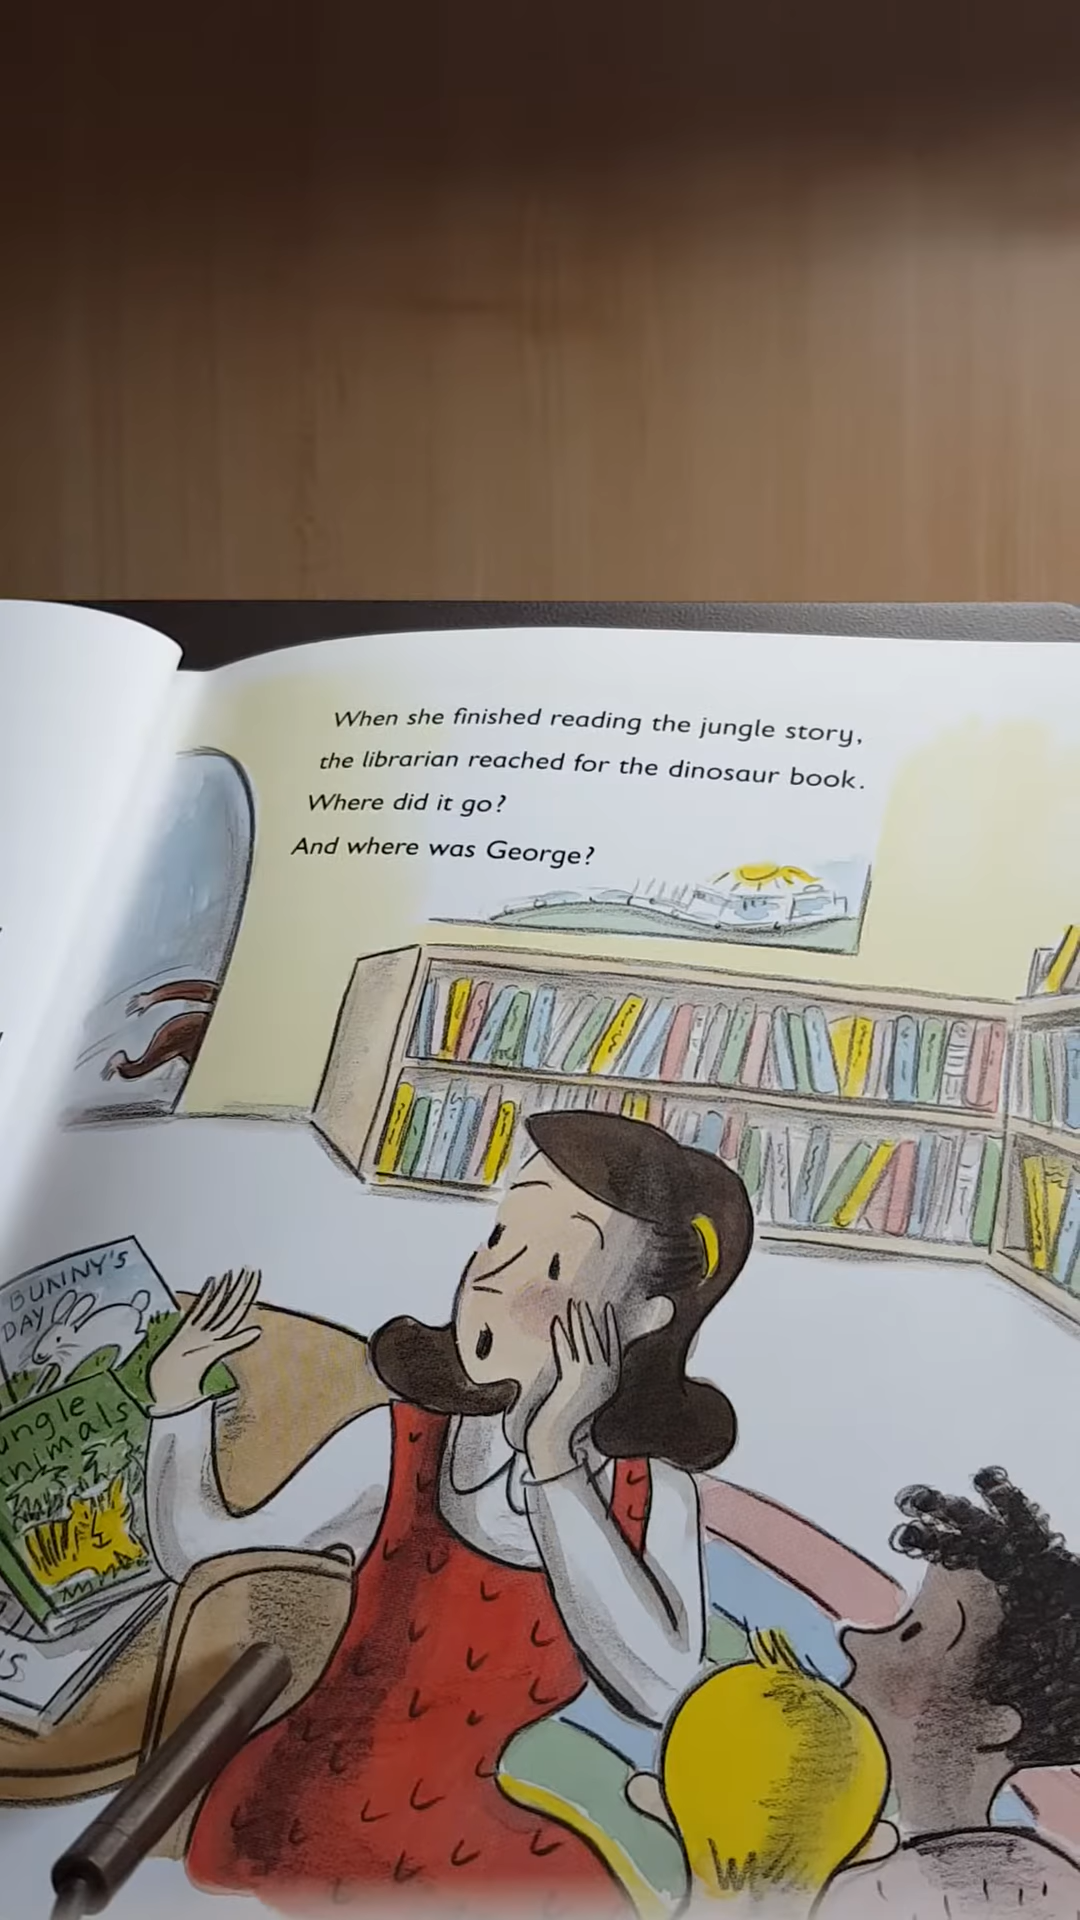 When she finished reading the jungle story,
the librarian reached for the dinosaur book.
Where did it go?
And where was George?
BUNNY'S
DAY
ungle
nimals